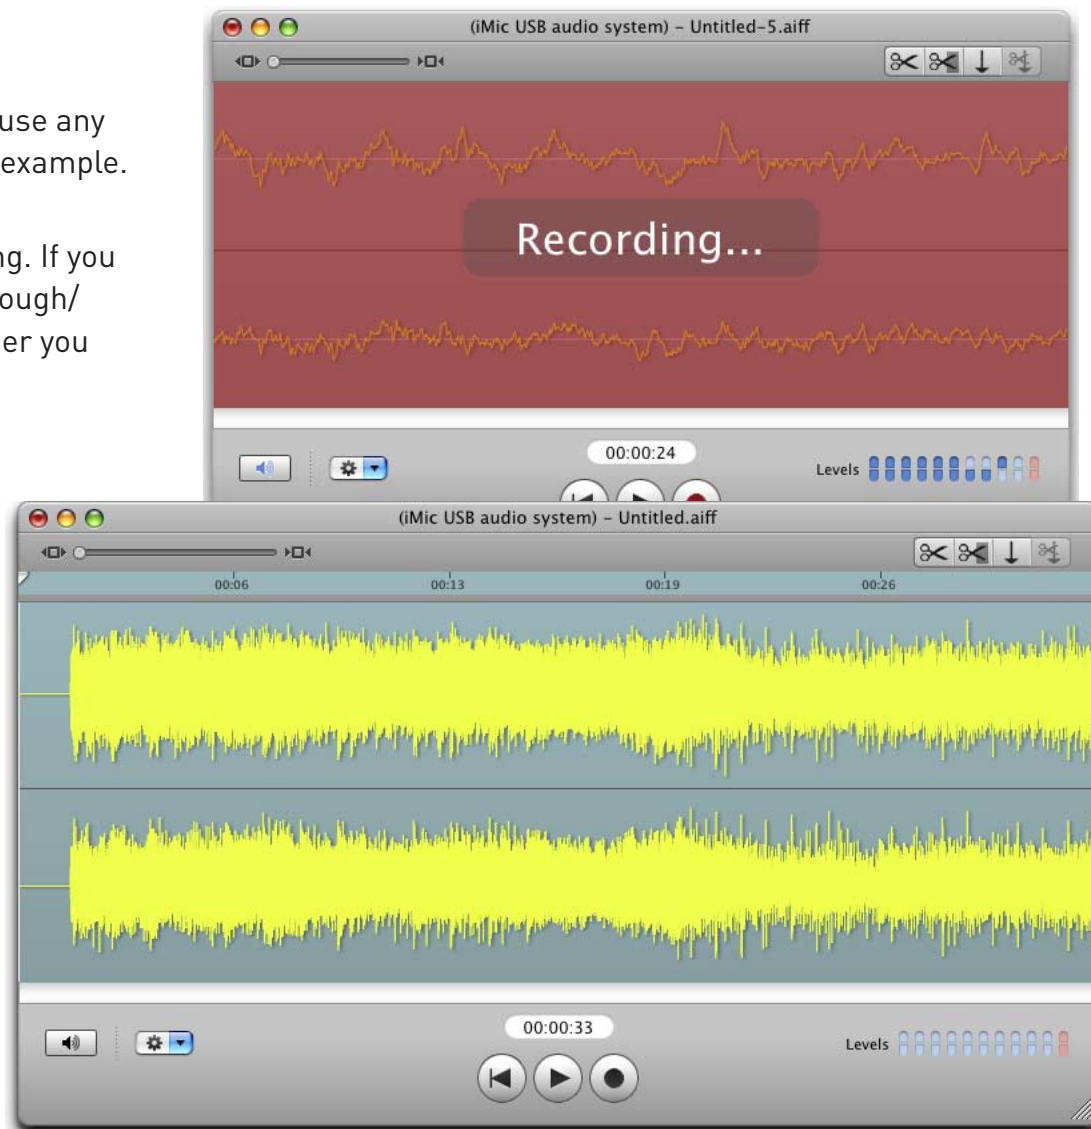 use any
example.
ng. If you
ough/
er you
(iMic USB audio system) – Untitled-5.aiff
Recording...
00:00:24
Levels
(iMic USB audio system) – Untitled.aiff
00:06 00:13 00:19 00:26
00:00:33
Levels